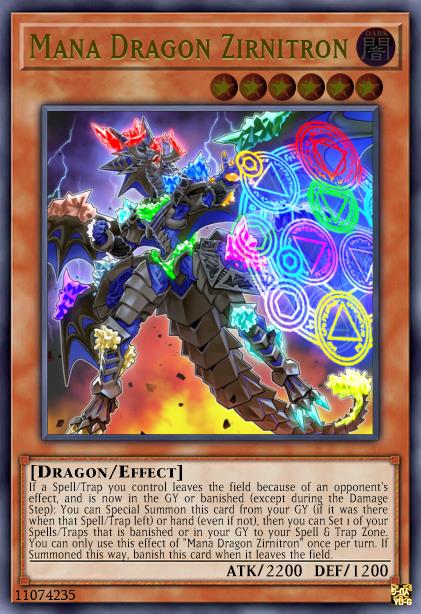 MANA DRAGON ZIRNITRON
DARK
闇
[DRAGON/EFFECT]
If a Spell/Trap you control leaves the field because of an opponent's
effect, and is now in the GY or banished (except during the Damage
Step): You can Special Summon this card from your GY (if it was there
when that Spell/Trap left) or hand (even if not), then you can Set 1 of your
Spells/Traps that is banished or in your GY to your Spell & Trap Zone.
You can only use this effect of "Mana Dragon Zirnitron" once per turn. If
Summoned this way, banish this card when it leaves the field.
ATK/2200 DEF/1200
11074235